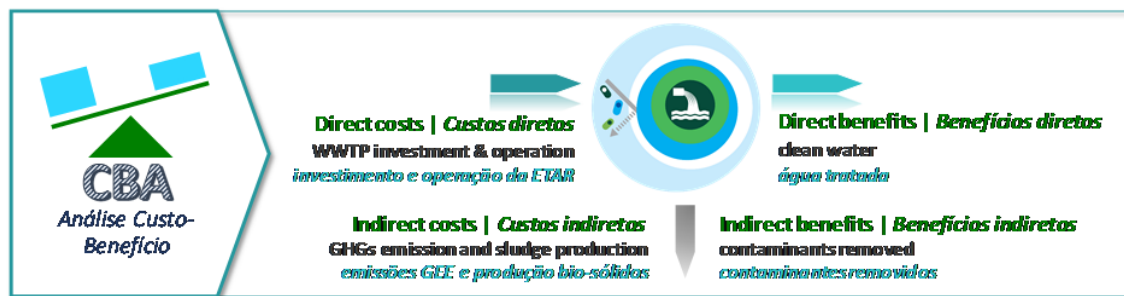 CBA
Análise Custo-
Benefício
Direct costs | Custos diretos
WWTP investment & operation
investimento e operação da ETAR
Direct benefits | Benefícios diretos
clean water
água tratada
Indirect costs | Custos indiretos
GHGs emission and sludge production
emissões GEE e produção bio-sólidos
Indirect benefits | Benefícios indiretos
contaminants removed
contaminantes removidos